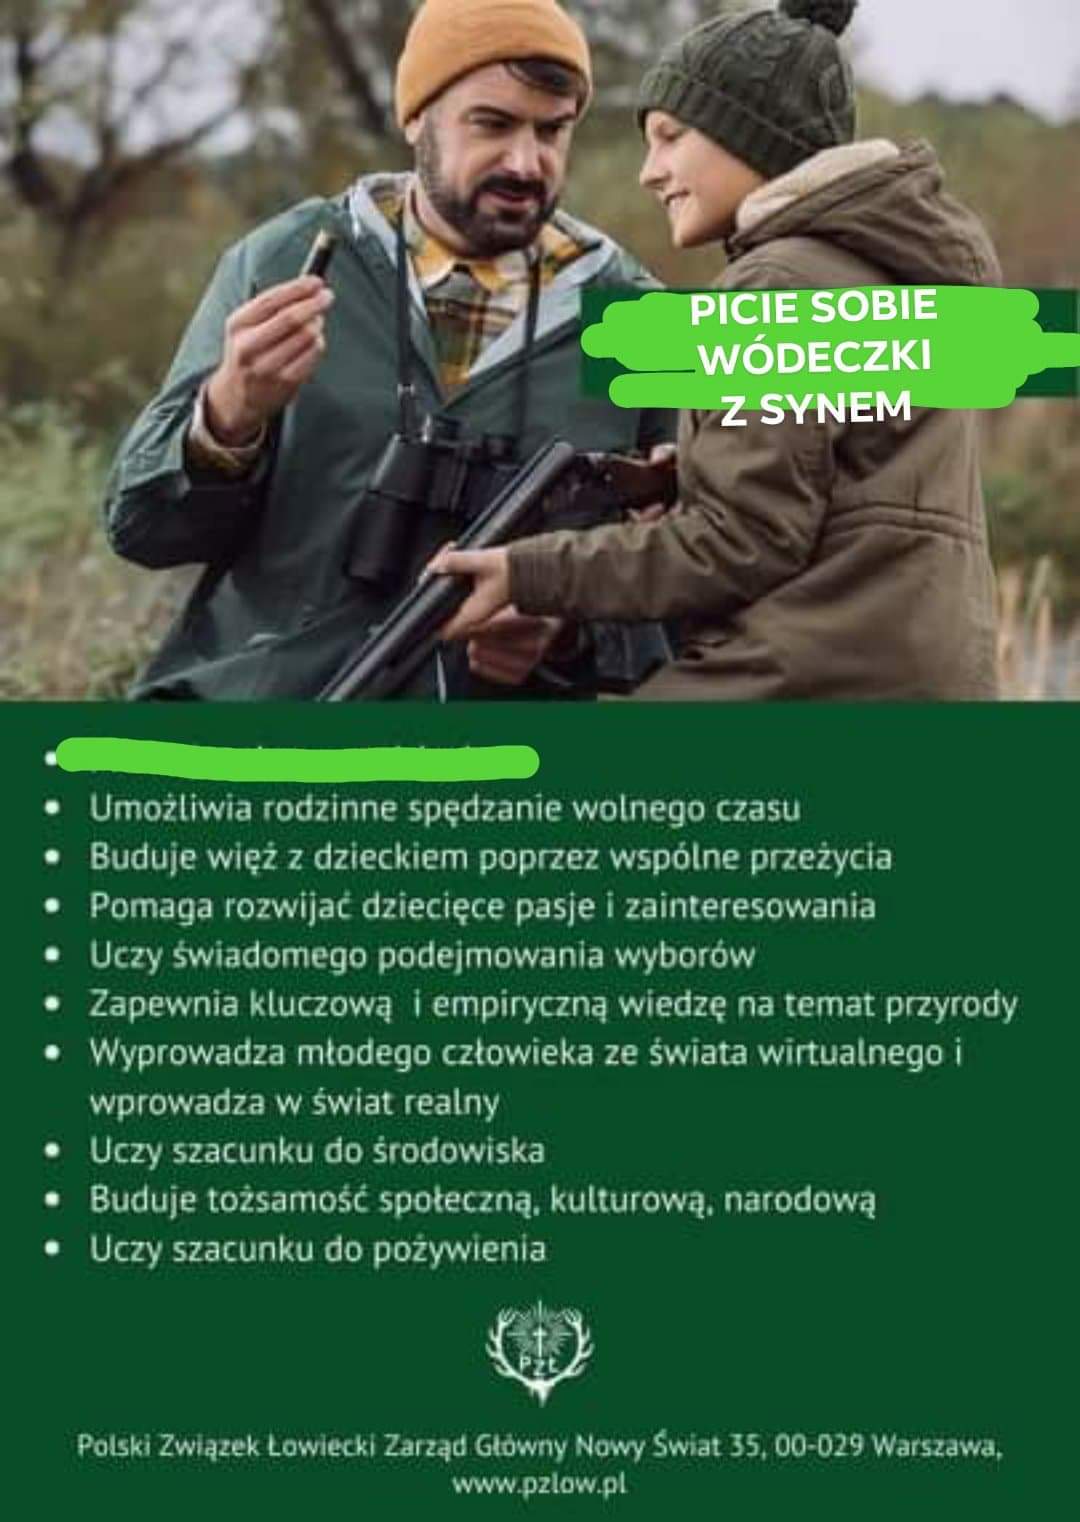 PICIE SOBIE
WÓDECZKI
Z SYNEM
• Umożliwia rodzinne spędzanie wolnego czasu
• Buduje więź z dzieckiem poprzez wspólne przeżycia
• Pomaga rozwijać dziecięce pasje i zainteresowania
• Uczy świadomego podejmowania wyborów
• Zapewnia kluczową i empiryczną wiedzę na temat przyrody
• Wyprowadza młodego człowieka ze świata wirtualnego i
wprowadza w świat realny
• Uczy szacunku do środowiska
• Buduje tożsamość społeczną, kulturową, narodową
• Uczy szacunku do pożywienia
PZŁ
Polski Związek Łowiecki Zarząd Główny Nowy Świat 35, 00-029 Warszawa,
www.pzlow.pl